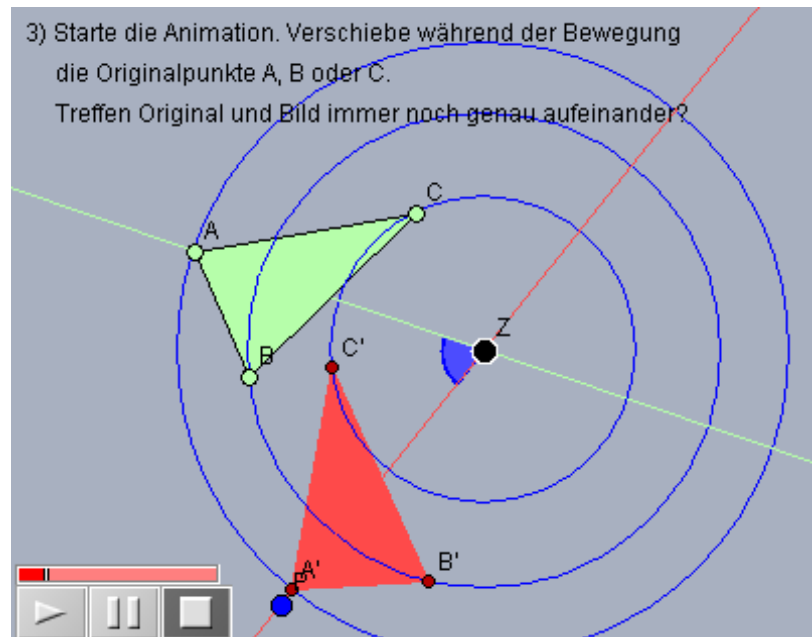 3) Starte die Animation. Verschiebe während der Bewegung
die Originalpunkte A, B oder C.
Treffen Original und Bild immer noch genau aufeinander?
C
A
Z
B
C'
B'
A'
P